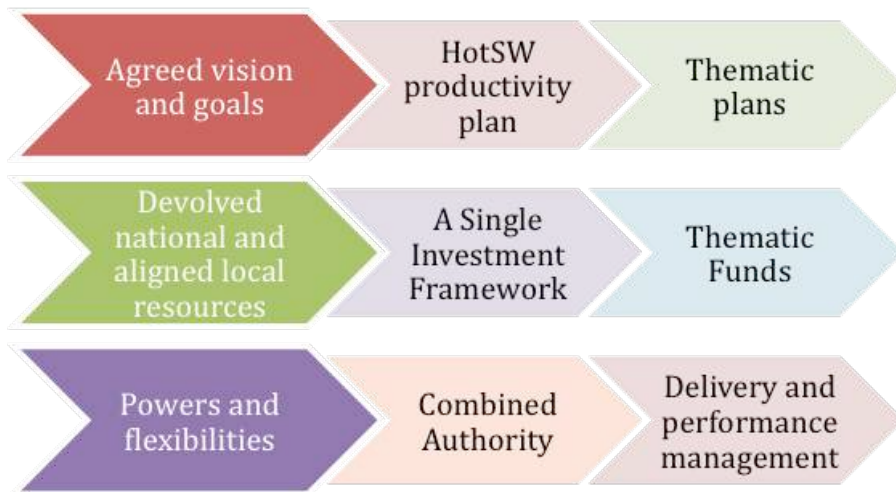 Agreed vision
and goals
HotSW
productivity
plan
Thematic
plans
Devolved
national and
aligned local
resources
A Single
Investment
Framework
Thematic
Funds
Powers and
flexibilities
Combined
Authority
Delivery and
performance
management